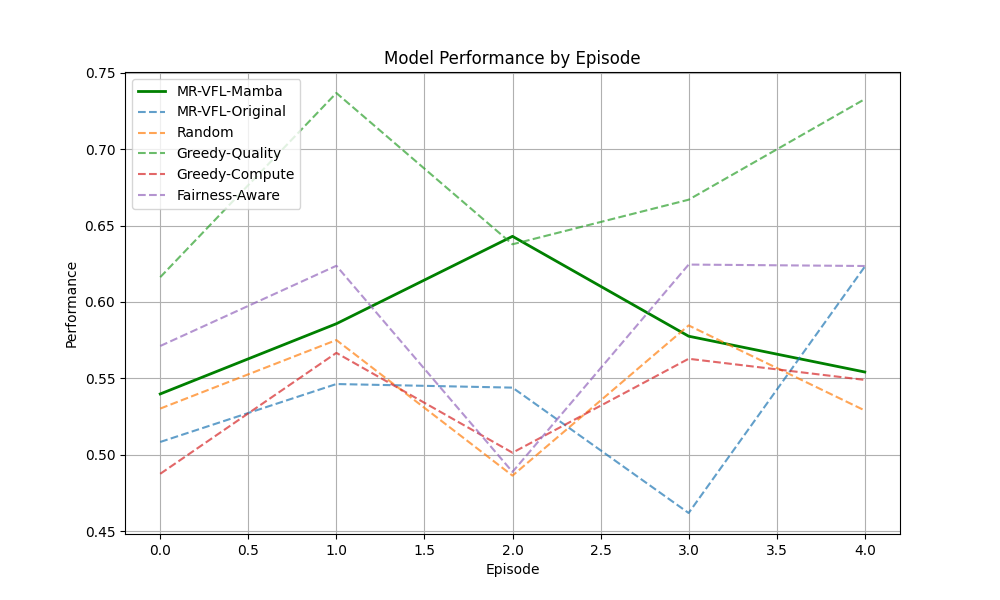 Model Performance by Episode
MR-VFL-Mamba
MR-VFL-Original
Random
Greedy-Quality
Greedy-Compute
Fairness-Aware
Performance
0.75
0.70
0.65
0.60
0.55
0.50
0.45
0.0 0.5 1.0 1.5 2.0 2.5 3.0 3.5 4.0
Episode